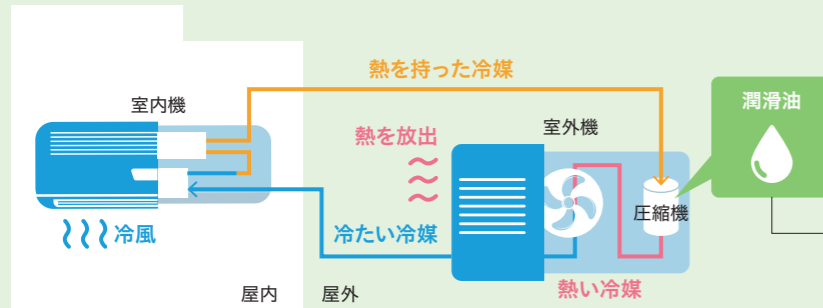 熱を持った冷媒
室内機
潤滑油
室外機
熱を放出
圧縮機
冷風
冷たい冷媒
熱い冷媒
屋内
屋外